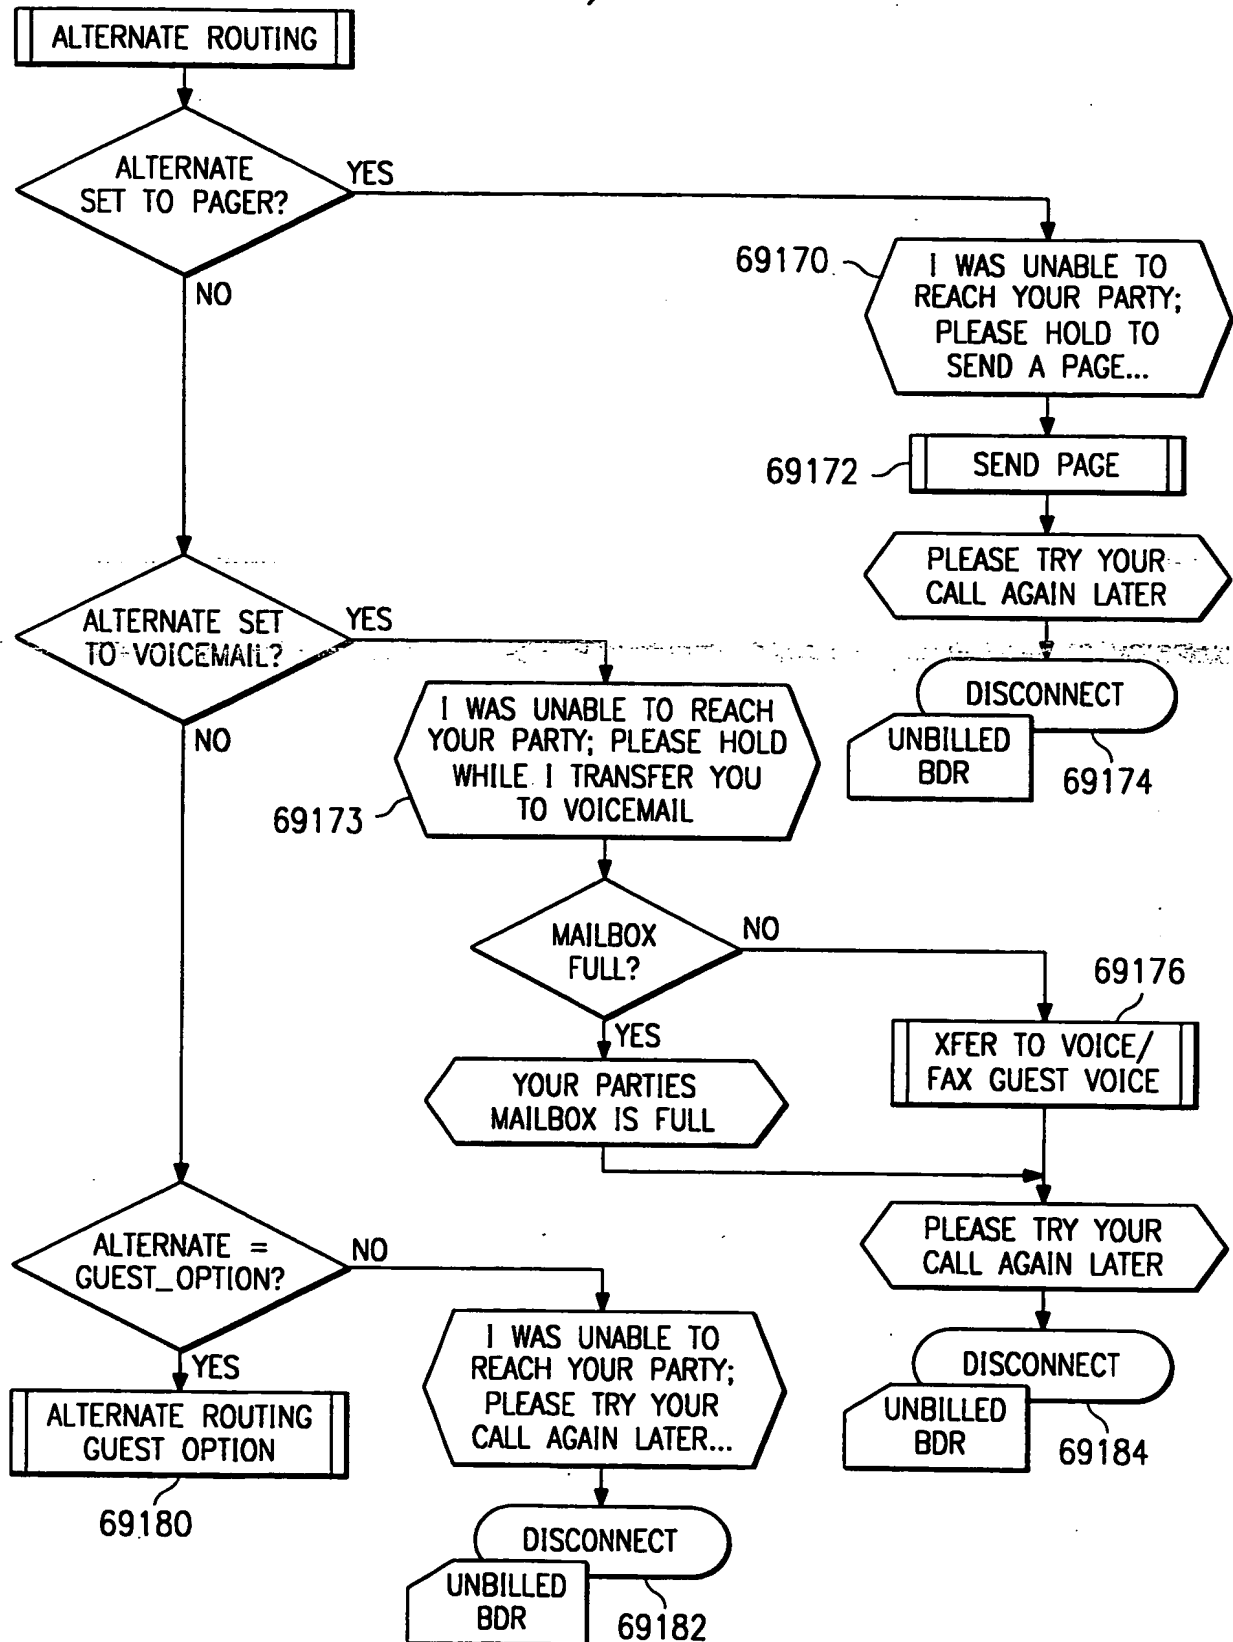 ALTERNATE ROUTING
ALTERNATE
SET TO PAGER?
YES
NO
69170
I WAS UNABLE TO
REACH YOUR PARTY;
PLEASE HOLD TO
SEND A PAGE...
69172
SEND PAGE
PLEASE TRY YOUR
CALL AGAIN LATER
DISCONNECT
UNBILLED
BDR
69174
ALTERNATE SET
TO VOICEMAIL?
YES
NO
I WAS UNABLE TO REACH
YOUR PARTY; PLEASE HOLD
WHILE I TRANSFER YOU
TO VOICEMAIL
69173
MAILBOX
FULL?
NO
YES
69176
XFER TO VOICE/
FAX GUEST VOICE
YOUR PARTIES
MAILBOX IS FULL
PLEASE TRY YOUR
CALL AGAIN LATER
DISCONNECT
UNBILLED
BDR
69184
ALTERNATE =
GUEST_OPTION?
NO
YES
ALTERNATE ROUTING
GUEST OPTION
69180
I WAS UNABLE TO
REACH YOUR PARTY;
PLEASE TRY YOUR
CALL AGAIN LATER...
DISCONNECT
UNBILLED
BDR
69182